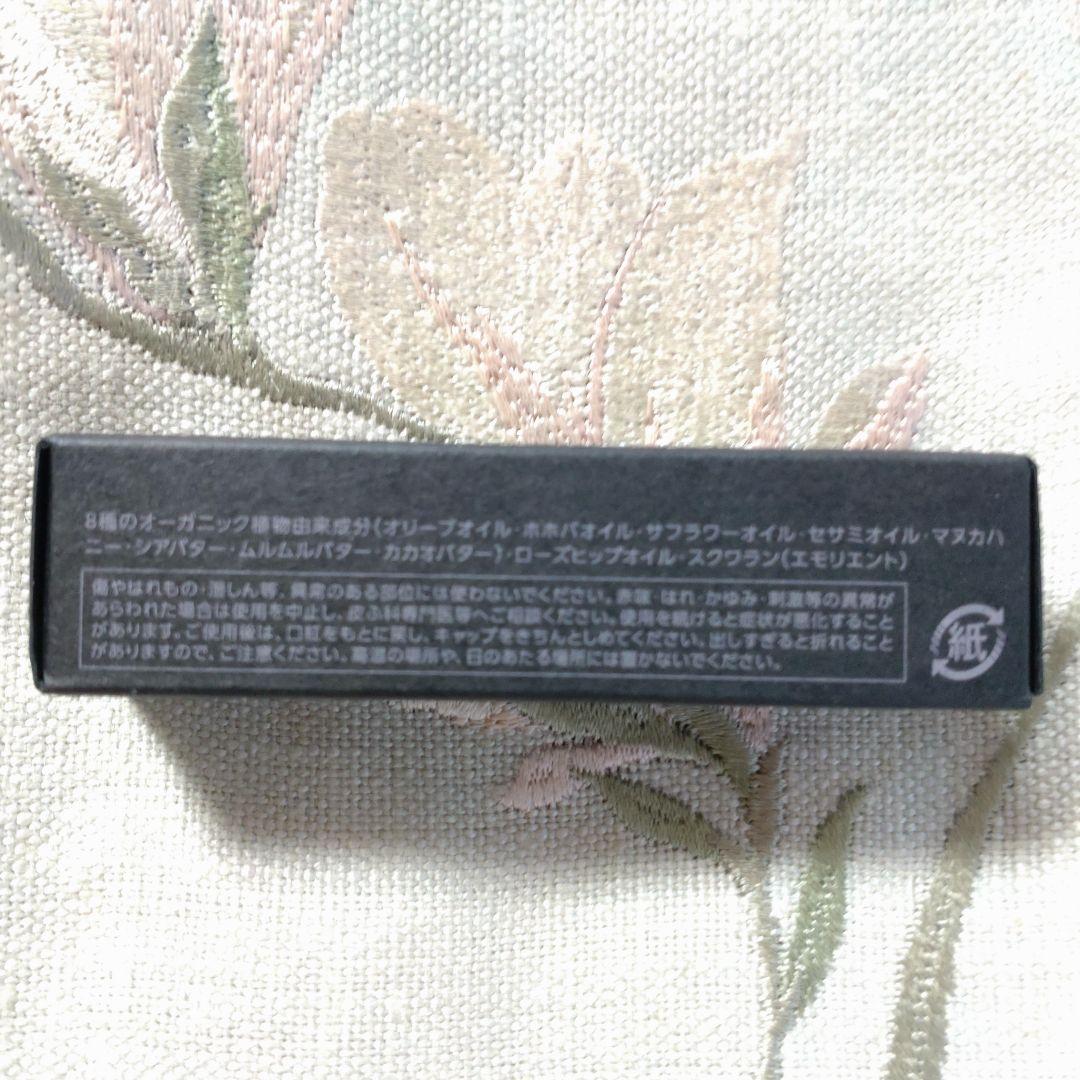 8種のオーガニック植物由来成分(オリーブオイル・ホホバオイル・サフラワーオイル・セサミオイル・マヌカハ
ニー・シアバター・ムルムルバター・カカオバター)・ローズヒップオイル・スクワラン(エモリエント)
傷やはれもの・湿しん等、異常のある部位には使わないでください。赤味・はれ・かゆみ・刺激等の異常が
あらわれた場合は使用を中止し、皮ふ科専門医等へご相談ください。使用を続けると症状が悪化すること
があります。ご使用後は、口紅をもとに戻し、キャップをきちんとしめてください。出しすぎると折れること
がありますので、ご注意ください。高温の場所や、日のあたる場所には置かないでください。
紙